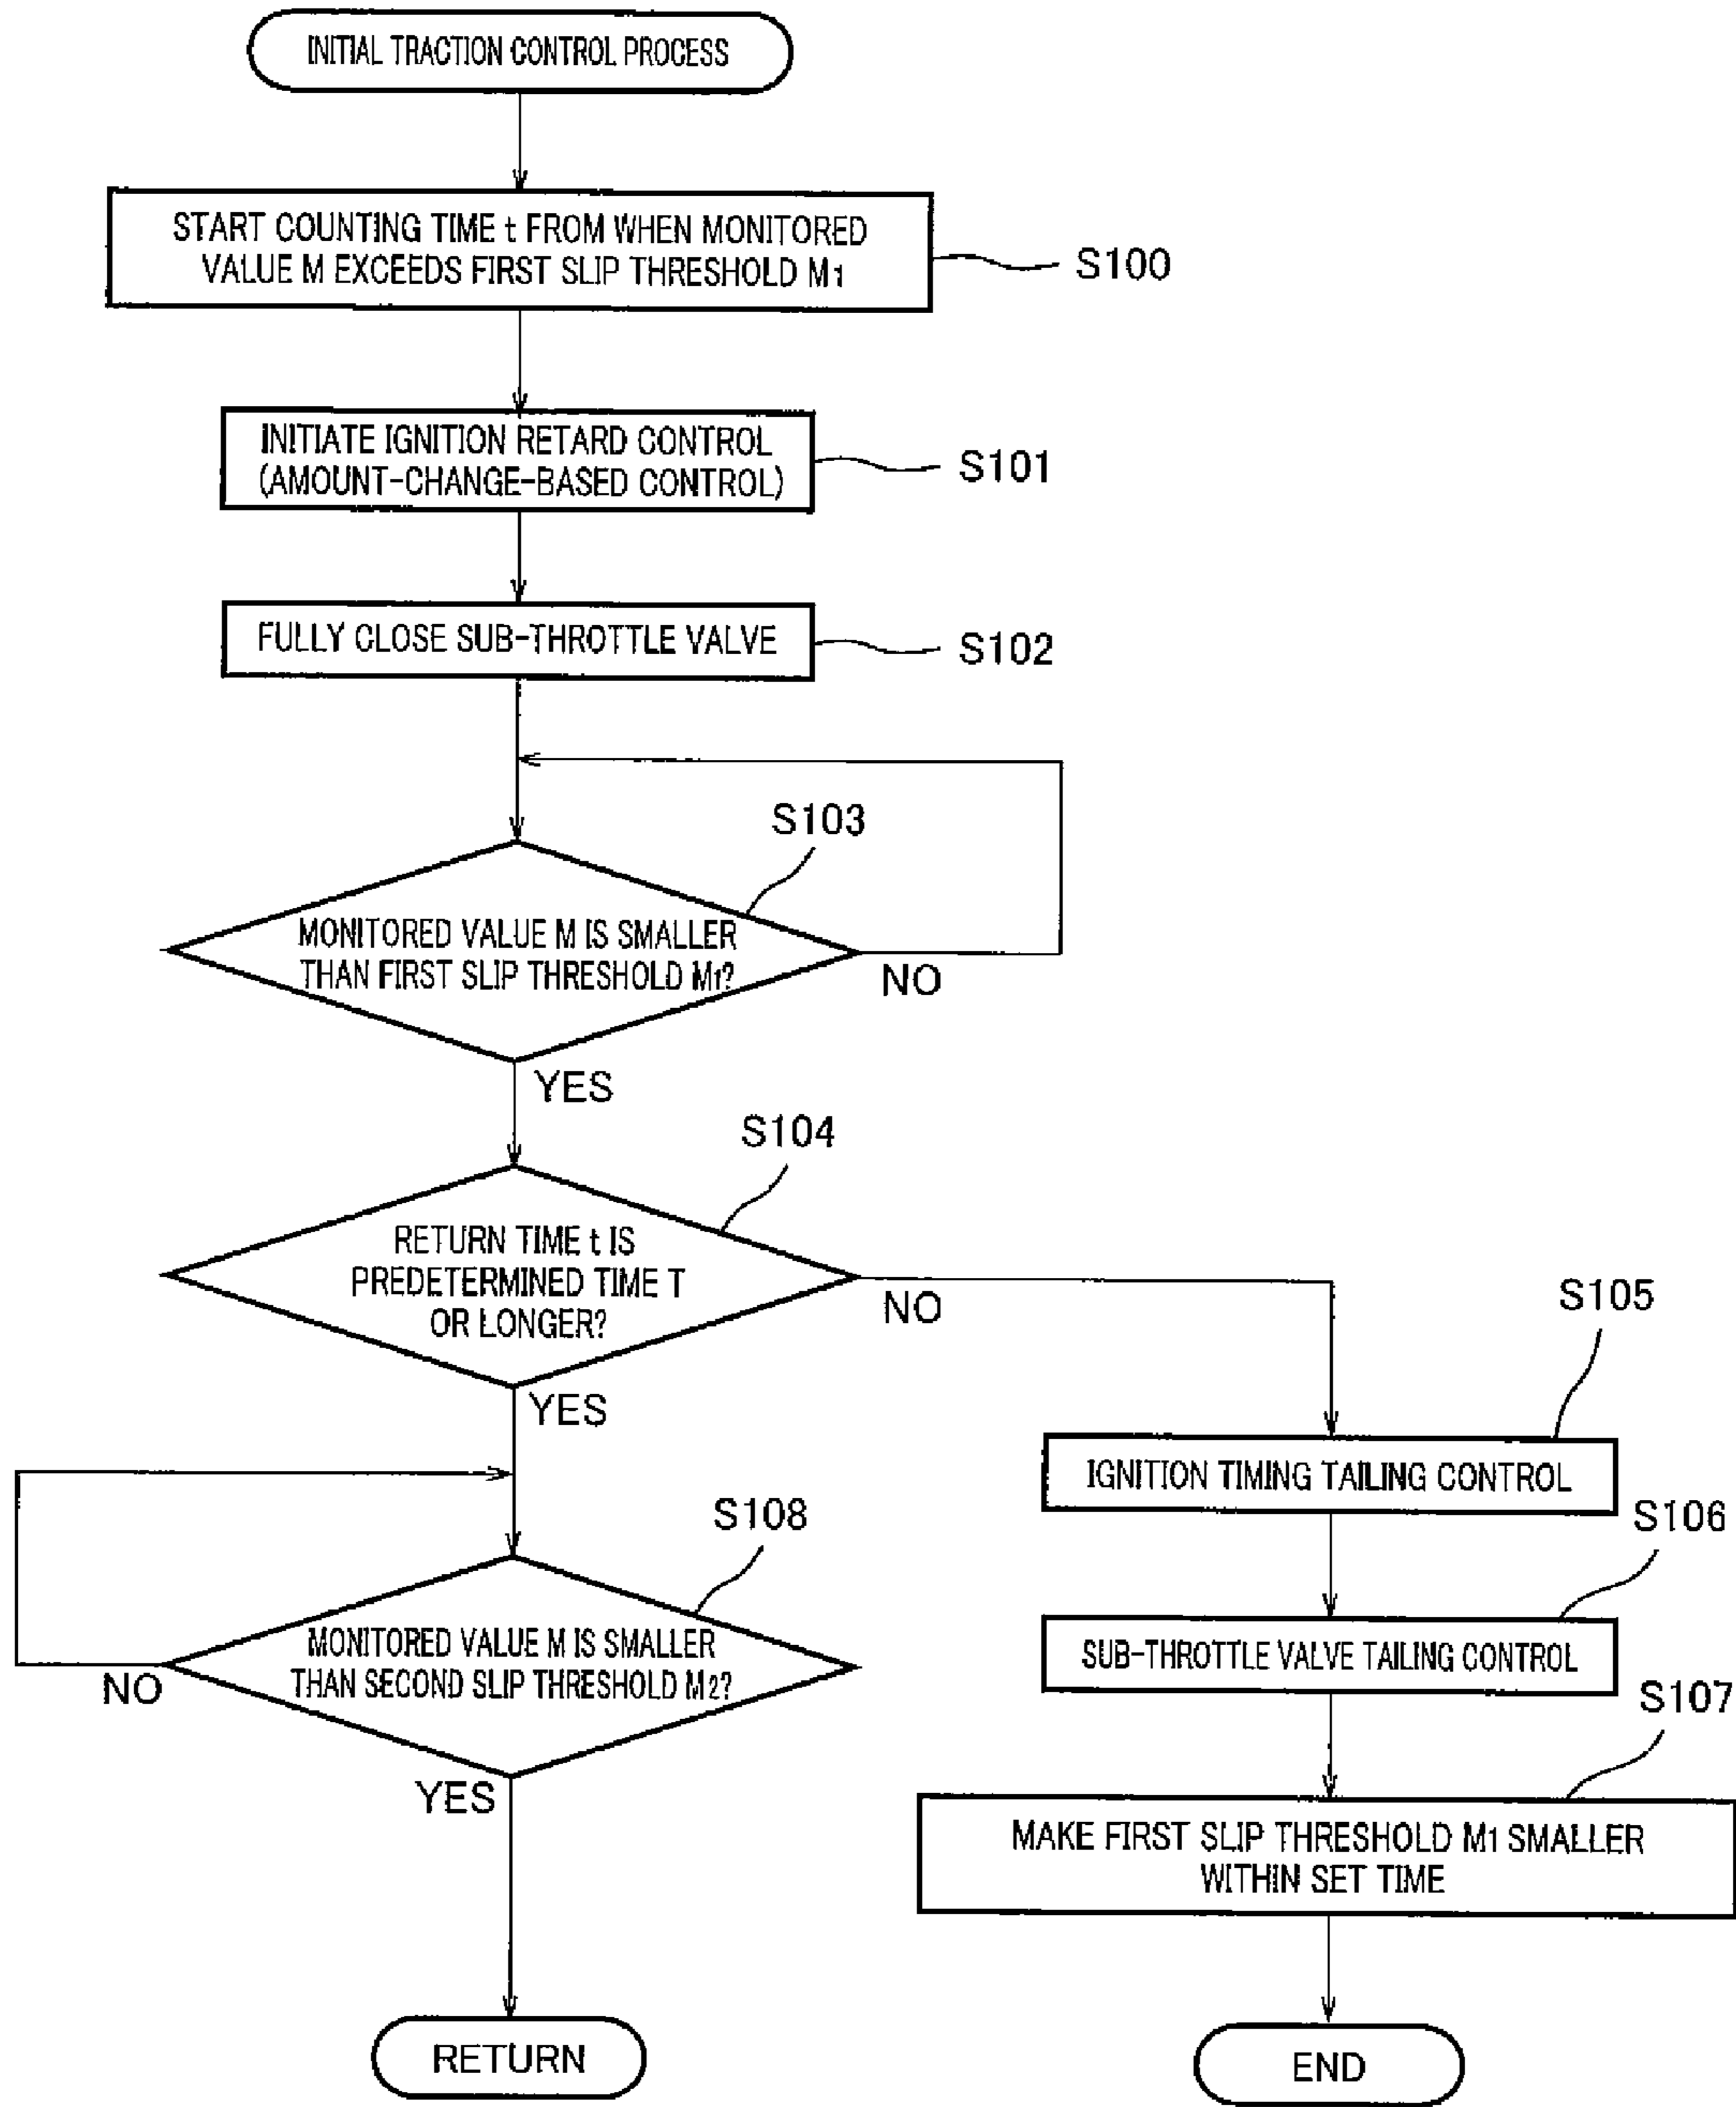 INITIAL TRACTION CONTROL PROCESS
START COUNTING TIME t FROM WHEN MONITORED
VALUE M EXCEEDS FIRST SLIP THRESHOLD M1
S100
INITIATE IGNITION RETARD CONTROL
(AMOUNT-CHANGE-BASED CONTROL)
S101
FULLY CLOSE SUB-THROTTLE VALVE
S102
S103
MONITORED VALUE M IS SMALLER
THAN FIRST SLIP THRESHOLD M1?
NO
YES
S104
RETURN TIME t IS
PREDETERMINED TIME T
OR LONGER?
NO
YES
S105
IGNITION TIMING TAILING CONTROL
S106
SUB-THROTTLE VALVE TAILING CONTROL
S107
MAKE FIRST SLIP THRESHOLD M1 SMALLER
WITHIN SET TIME
S108
MONITORED VALUE M IS SMALLER
THAN SECOND SLIP THRESHOLD M2?
NO
YES
RETURN
END